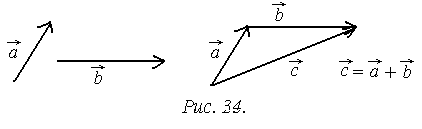 a⃗
b⃗
a⃗
b⃗
c⃗
c⃗ = a⃗ + b⃗
Рис. 34.